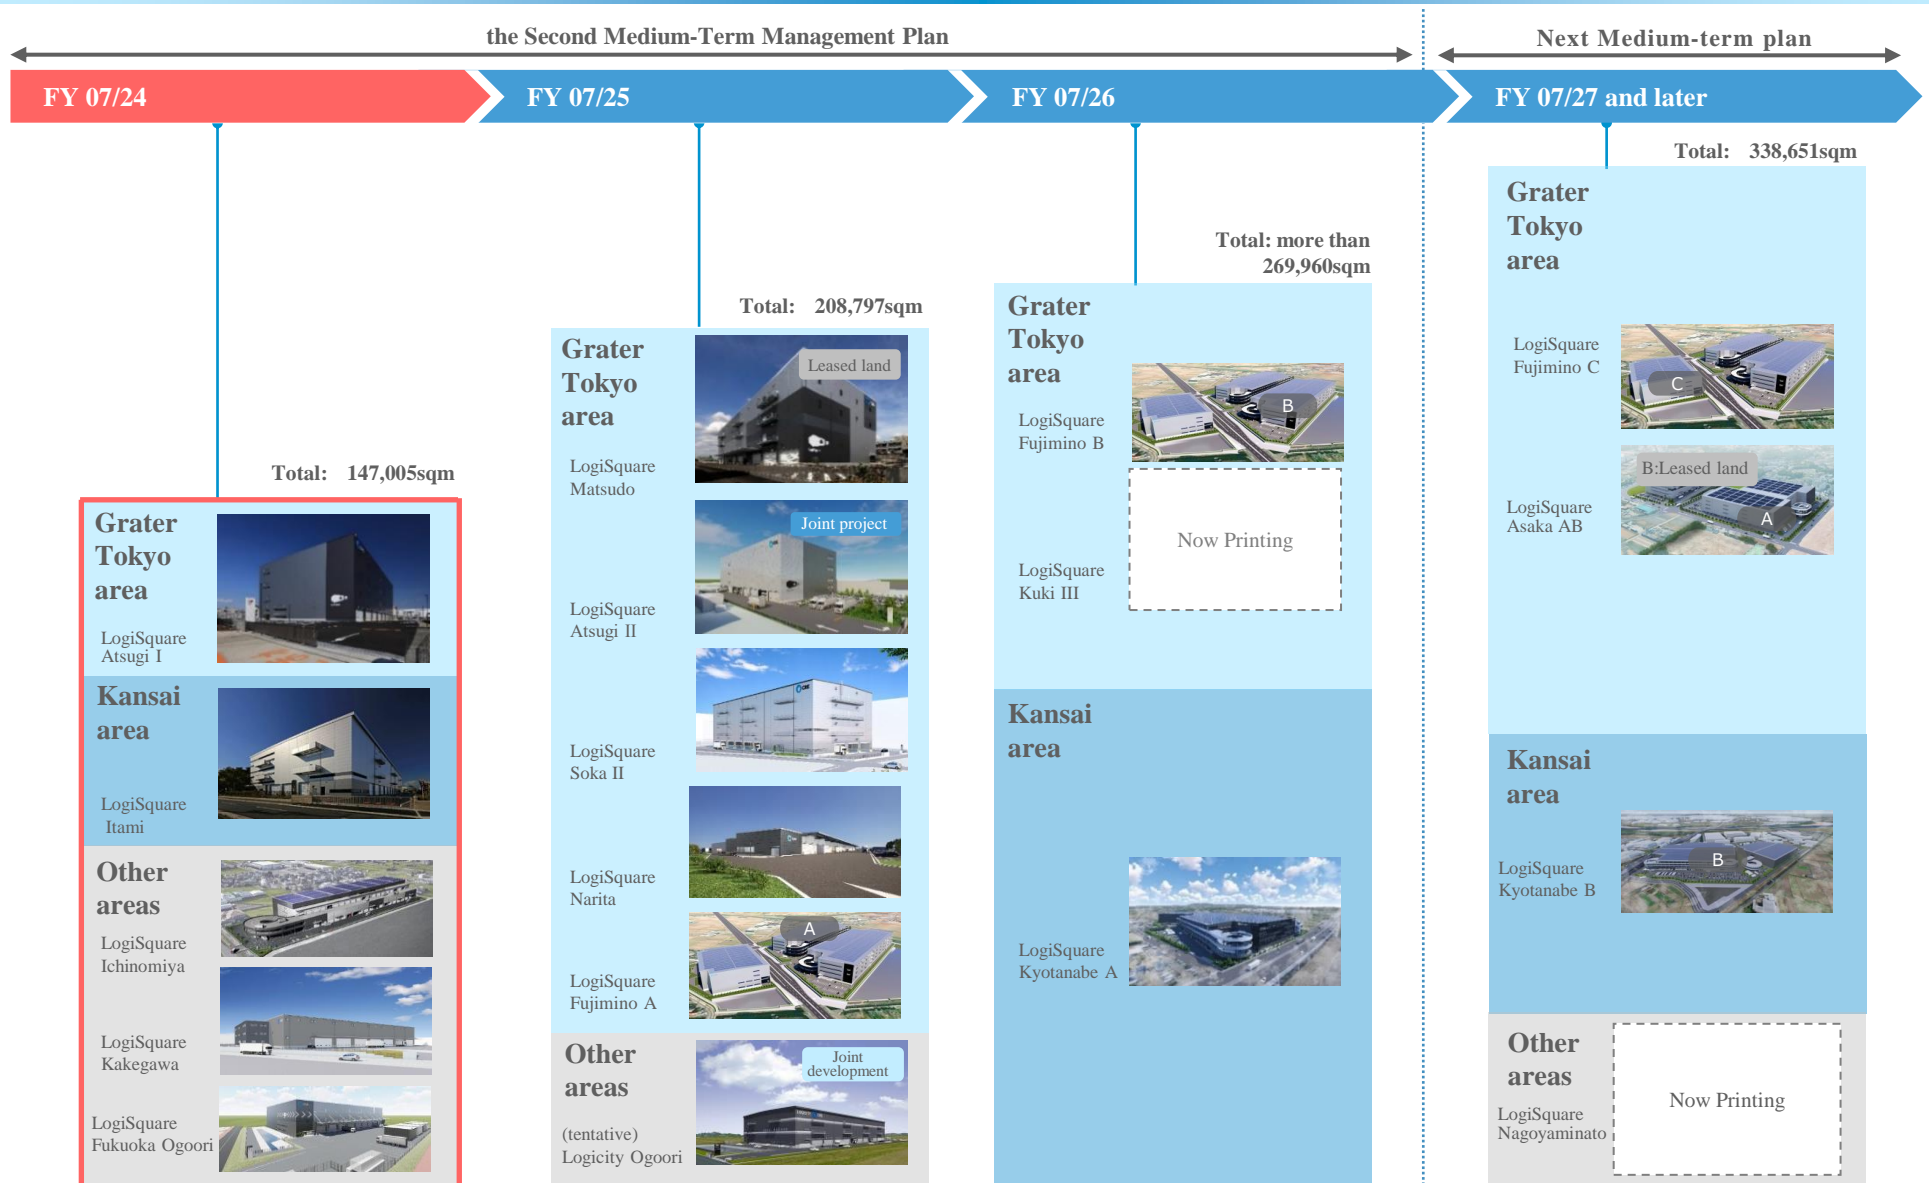 the Second Medium-Term Management Plan
Next Medium-term plan
FY 07/24
FY 07/25
FY 07/26
FY 07/27 and later
Total: 147,005sqm
Grater
Tokyo
area
LogiSquare
Atsugi I
Kansai
area
LogiSquare
Itami
Other
areas
LogiSquare
Ichinomiya
LogiSquare
Kakegawa
LogiSquare
Fukuoka Ogoori
Total: 208,797sqm
Grater
Tokyo
area
Leased land
LogiSquare
Matsudo
Joint project
LogiSquare
Atsugi II
LogiSquare
Soka II
LogiSquare
Narita
A
LogiSquare
Fujimino A
Other
areas
Joint
development
(tentative)
Logicity Ogoori
Total: more than
269,960sqm
Grater
Tokyo
area
LogiSquare
Fujimino B
B
Now Printing
LogiSquare
Kuki III
Kansai
area
LogiSquare
Kyotanabe A
Total: 338,651sqm
Grater
Tokyo
area
LogiSquare
Fujimino C
C
B:Leased land
A
LogiSquare
Asaka AB
Kansai
area
B
LogiSquare
Kyotanabe B
Other
areas
Now Printing
LogiSquare
Nagoyaminato